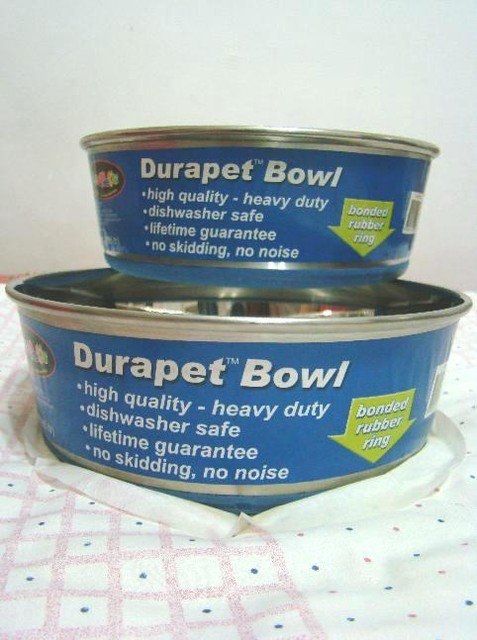 Durapet™ Bowl
•high quality - heavy duty
•dishwasher safe
•lifetime guarantee
•no skidding, no noise
bonded
rubber
ring
Durapet™ Bowl
•high quality - heavy duty
•dishwasher safe
•lifetime guarantee
•no skidding, no noise
bonded
rubber
ring